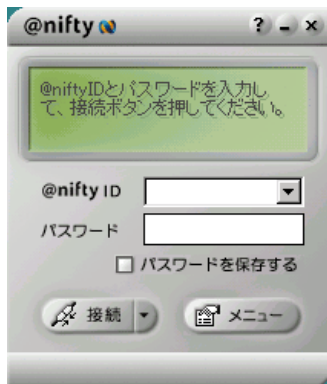 @nifty
@niftyIDとパスワードを入力し
て、接続ボタンを押してください。
@nifty ID
パスワード
パスワードを保存する
接続
メニュー